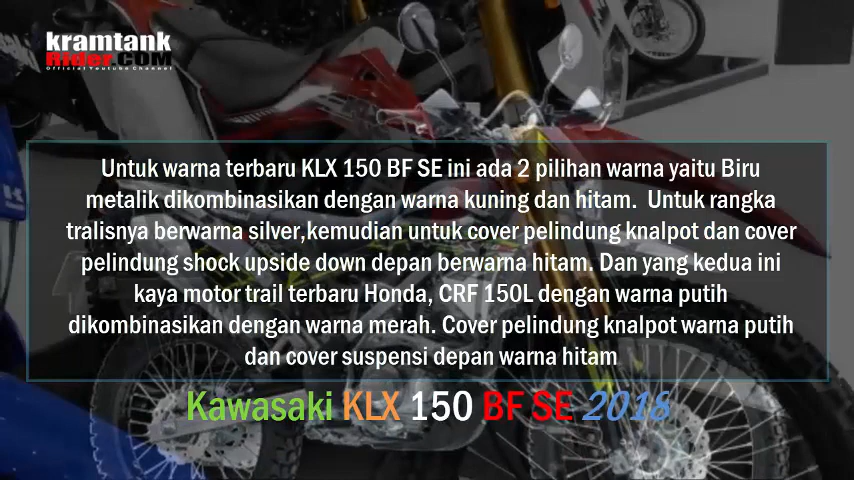 kramtank
Rider.COM
Official Youtube Channel
Untuk warna terbaru KLX 150 BF SE ini ada 2 pilihan warna yaitu Biru
metalik dikombinasikan dengan warna kuning dan hitam. Untuk rangka
tralisnya berwarna silver,kemudian untuk cover pelindung knalpot dan cover
pelindung shock upside down depan berwarna hitam. Dan yang kedua ini
kaya motor trail terbaru Honda, CRF 150L dengan warna putih
dikombinasikan dengan warna merah. Cover pelindung knalpot warna putih
dan cover suspensi depan warna hitam
Kawasaki KLX 150 BF SE 2018